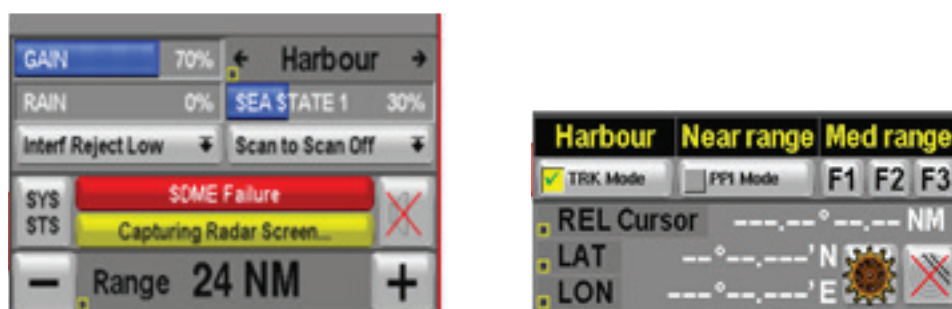 GAIN 70% Harbour
RAIN 0% SEA STATE 1 30%
Interf Reject Low Scan to Scan Off
SYS STS
SDME Failure
Capturing Radar Screen...
Range 24 NM
Harbour Near range Med range
TRK Mode PPI Mode F1 F2 F3
REL Cursor ---.--° --.-- NM
LAT --°--.---' N
LON ---°--.---' E